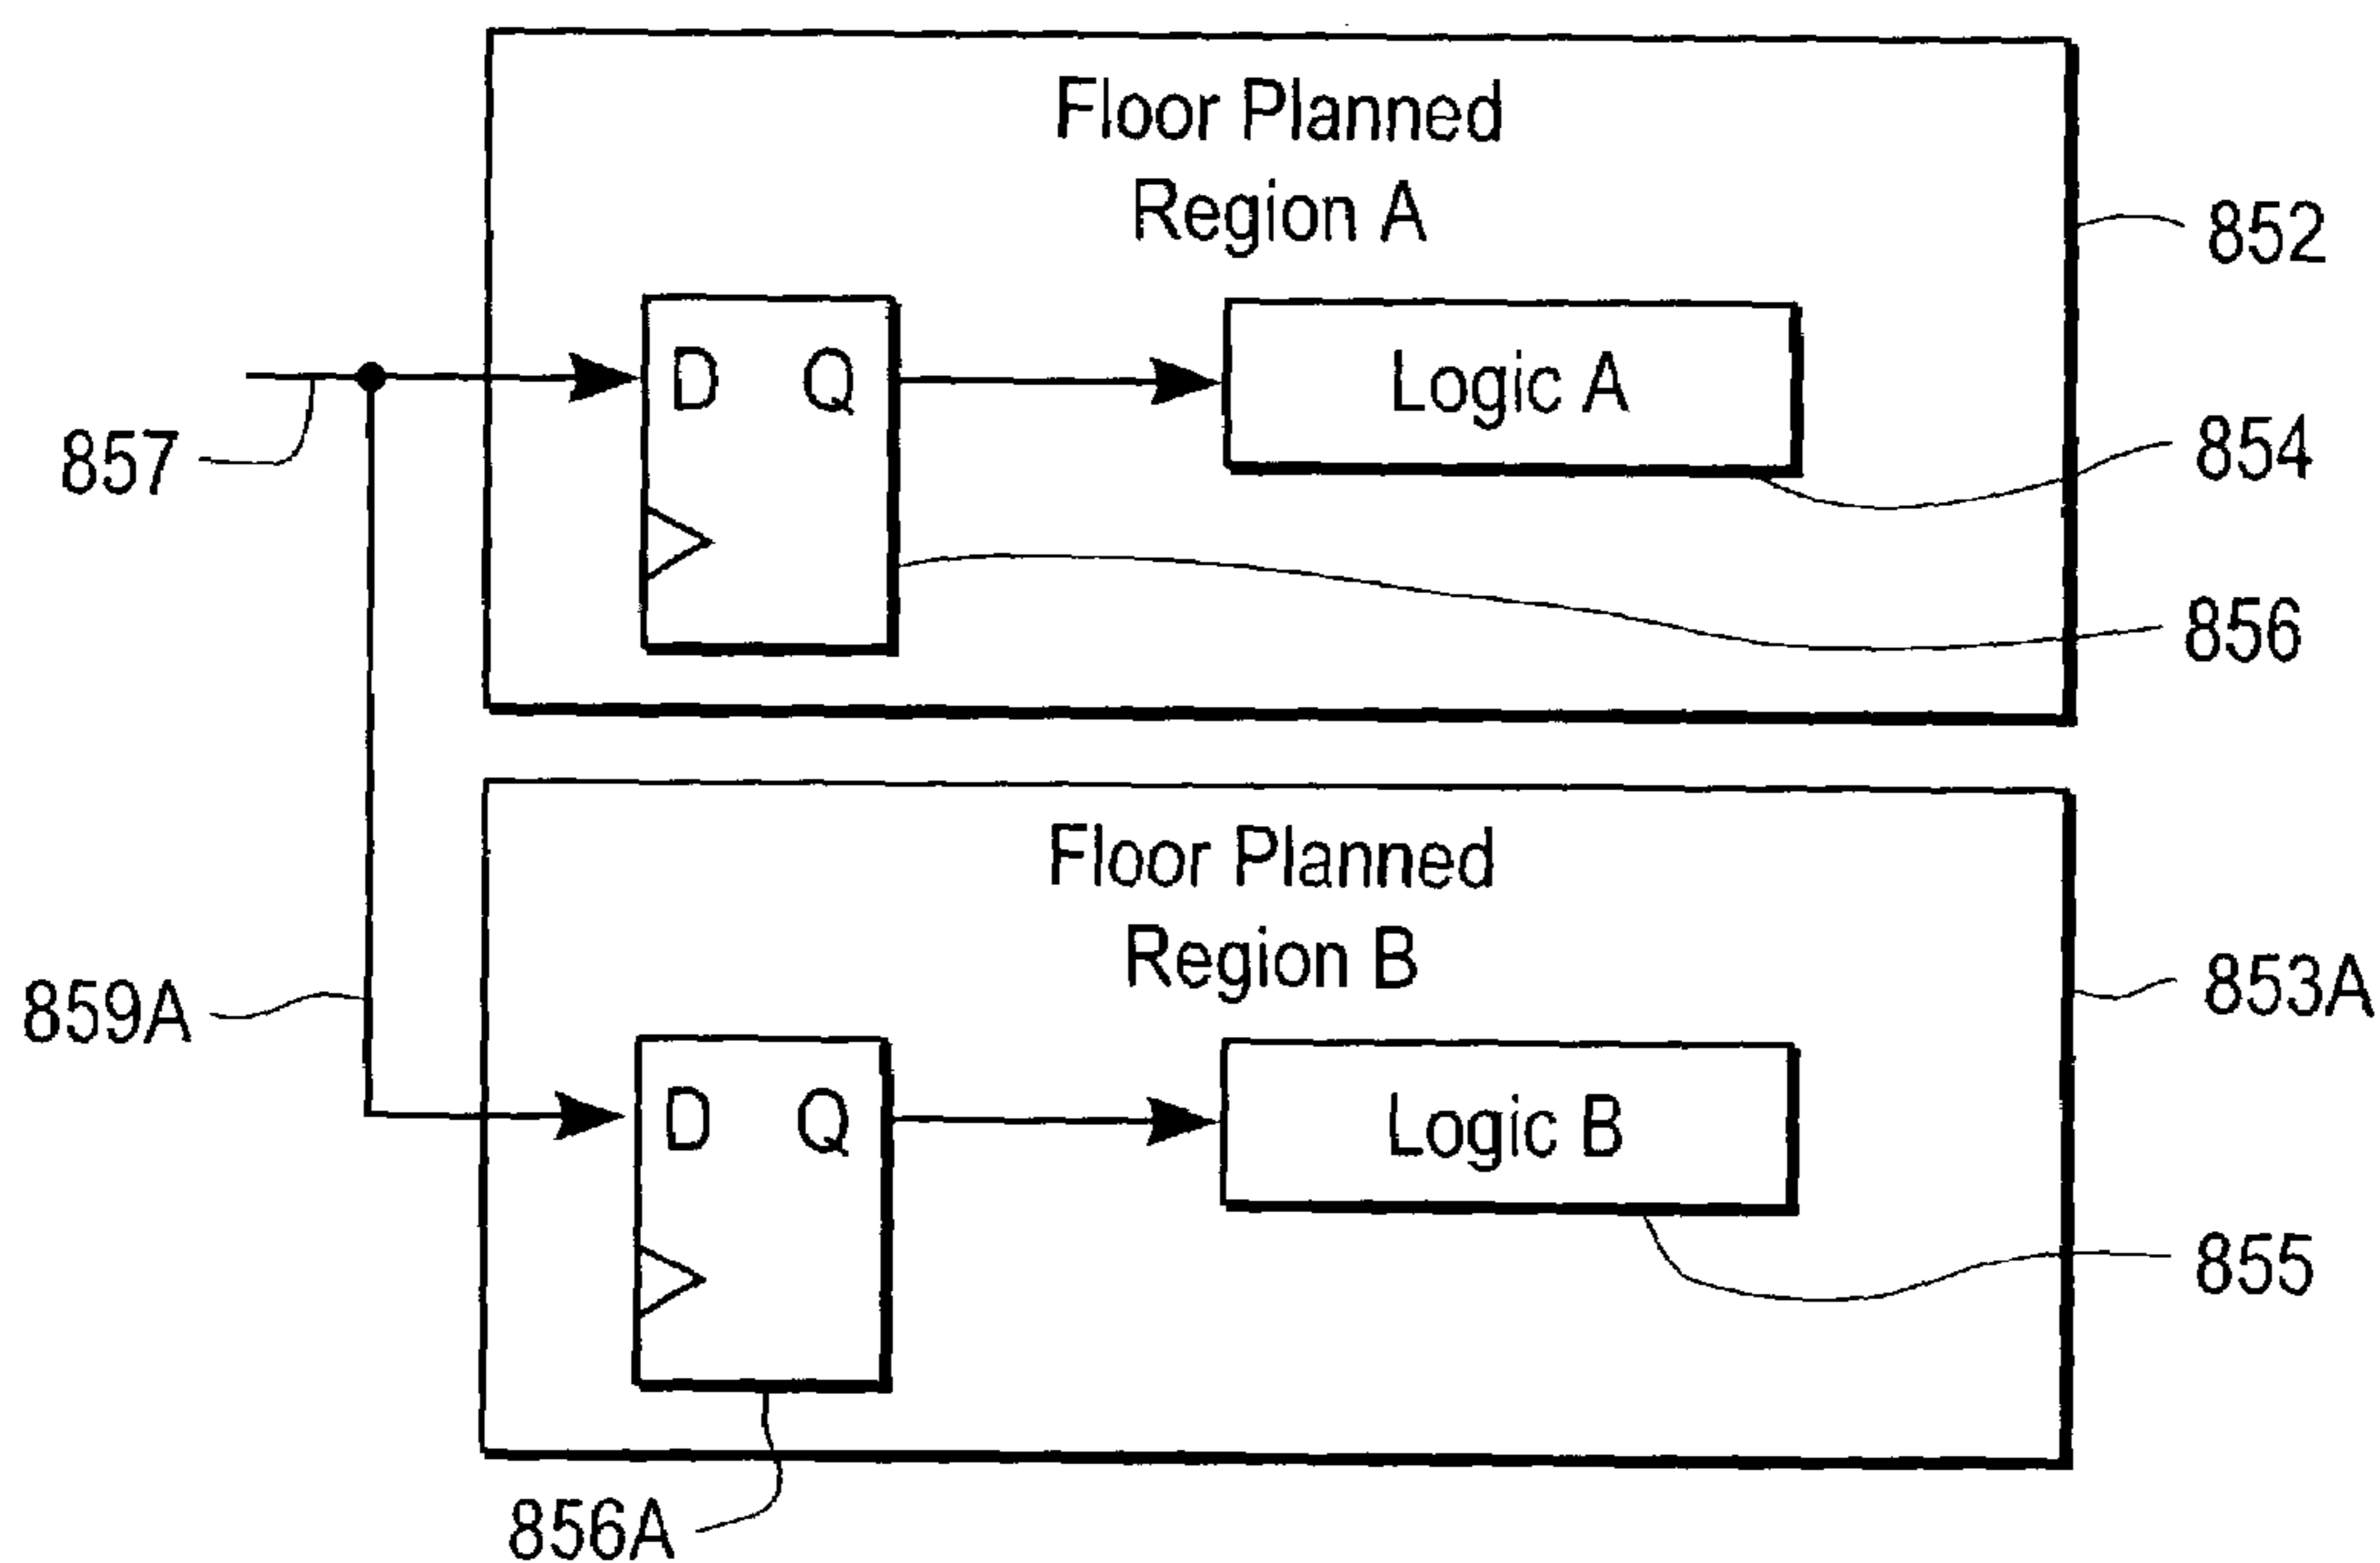 Floor Planned
Region A
852
D Q
Logic A
857
854
856
Floor Planned
Region B
853A
859A
D Q
Logic B
855
856A